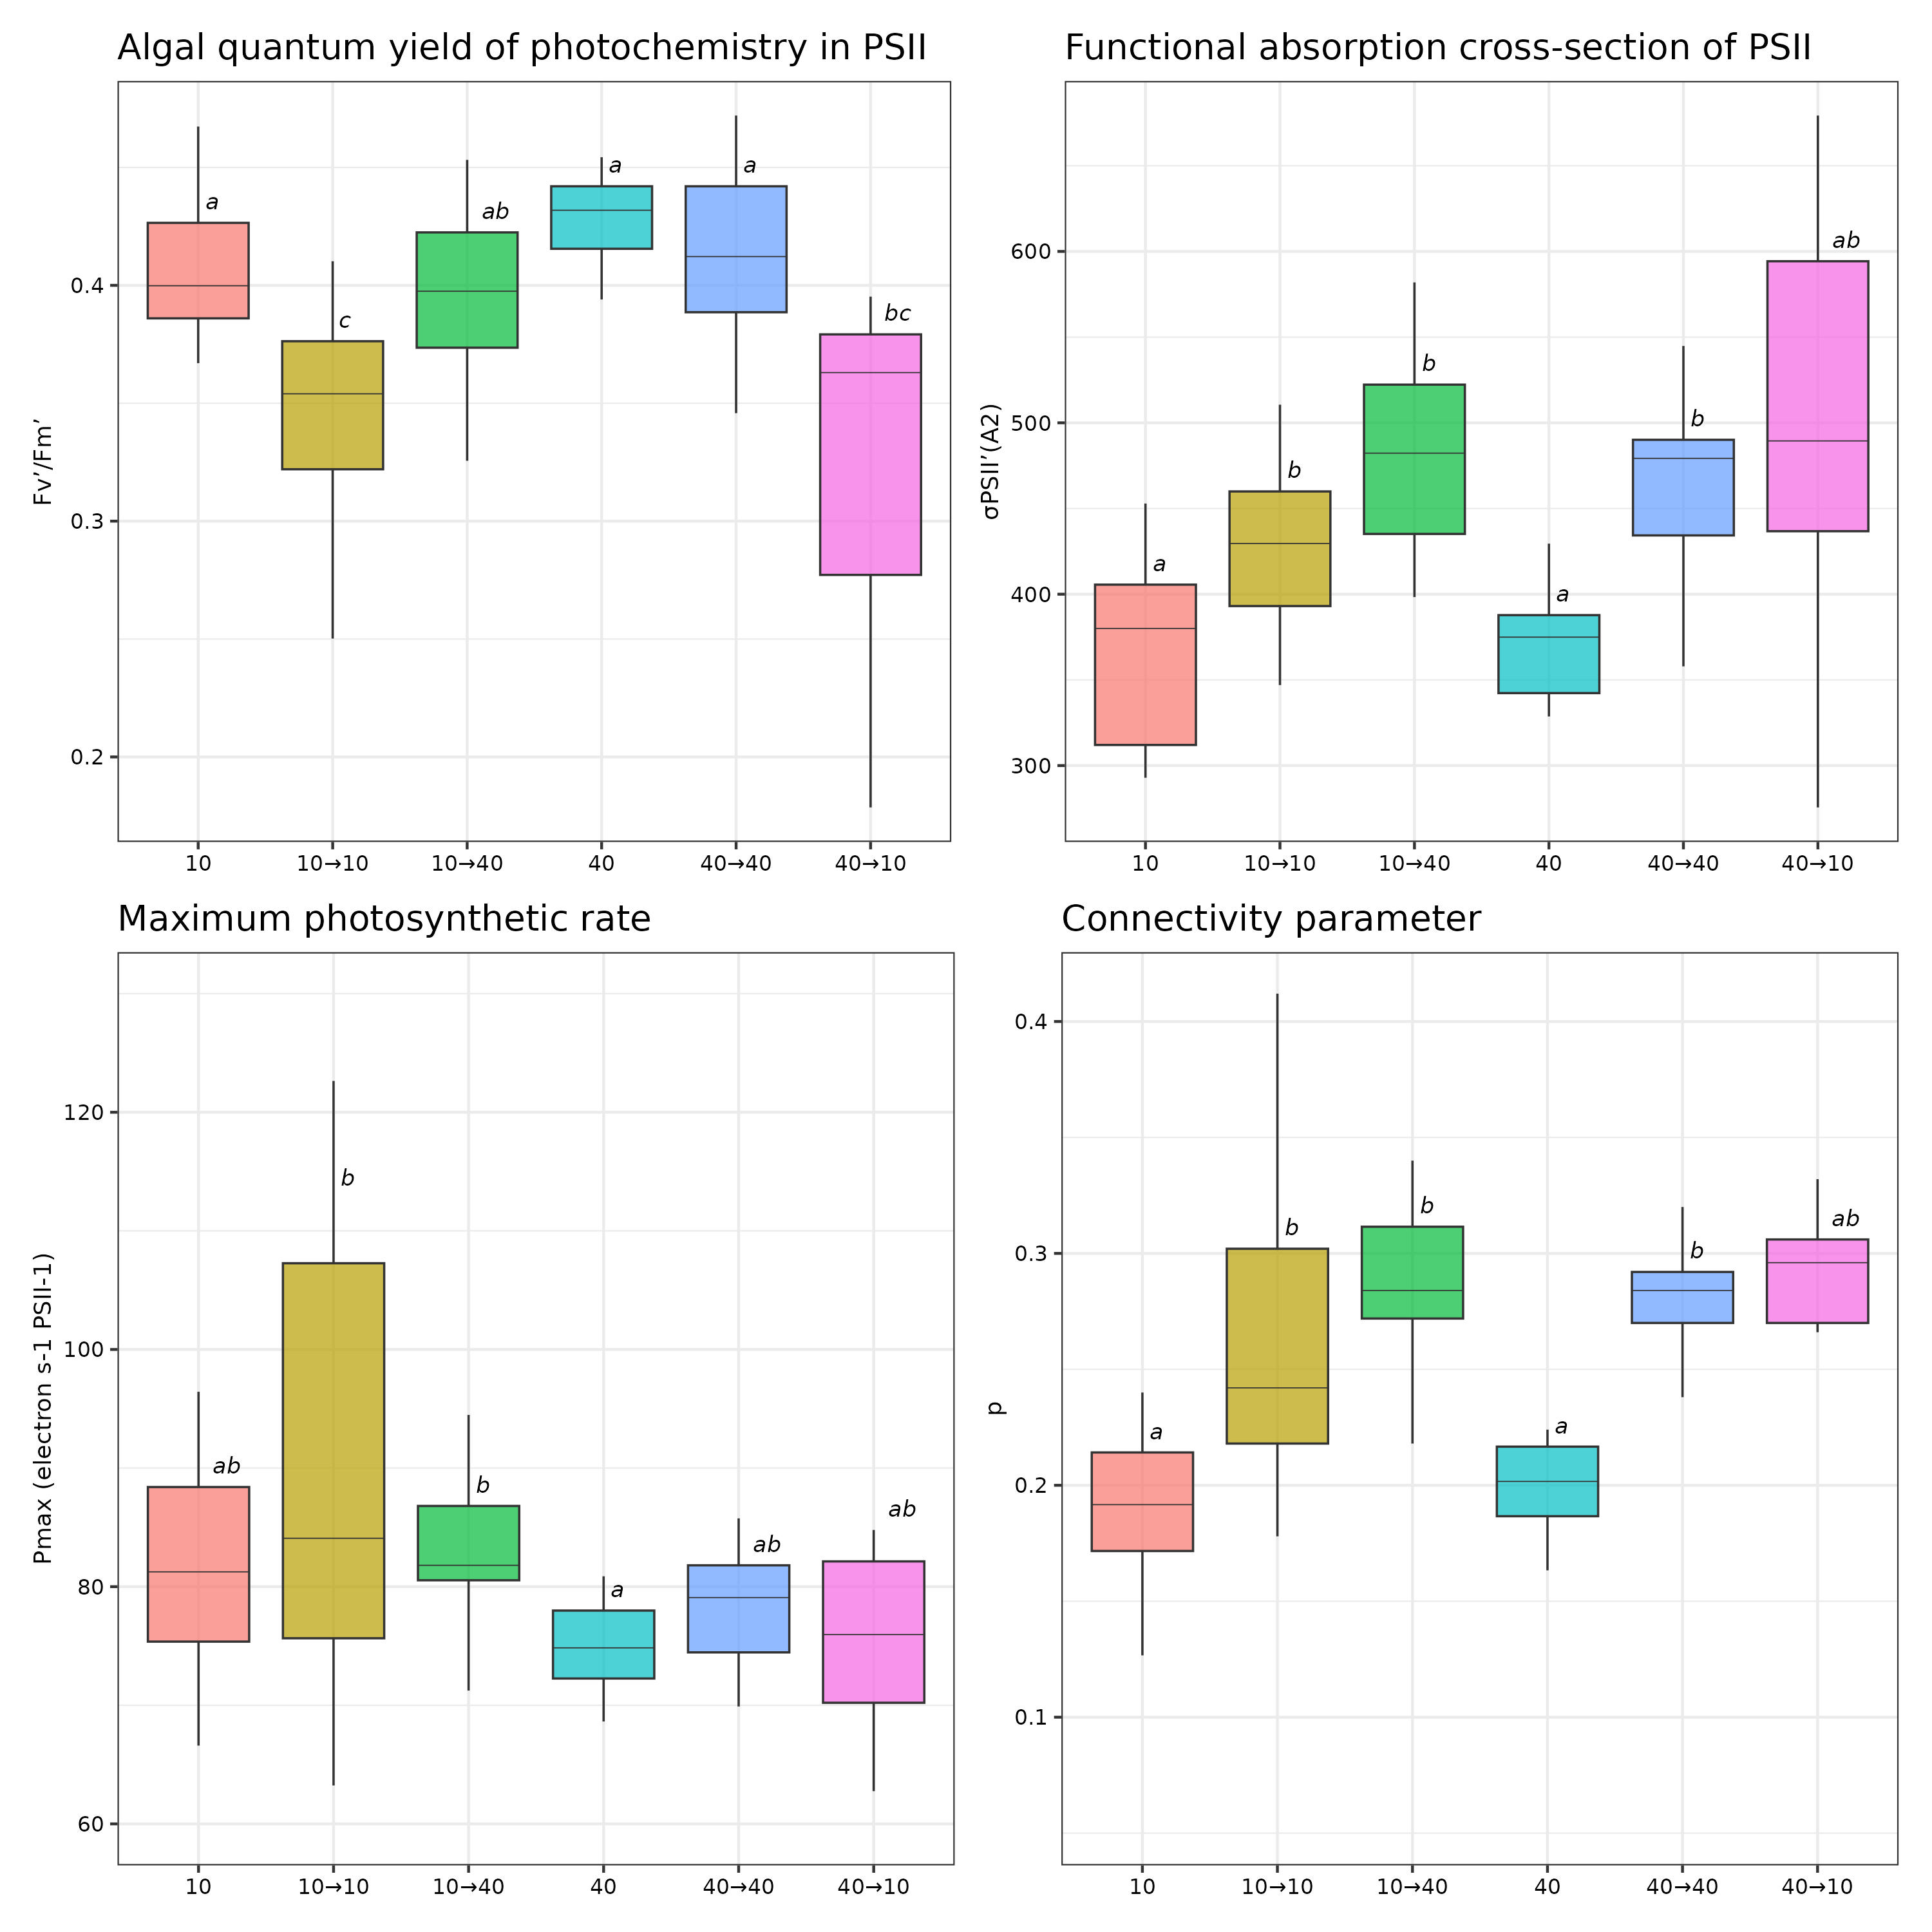 Algal quantum yield of photochemistry in PSII
Fv’/Fm’
0.4
0.3
0.2
a
c
ab
a
a
bc
10
10→10
10→40
40
40→40
40→10
Functional absorption cross-section of PSII
σPSII’(A2)
600
500
400
300
a
b
b
a
b
ab
10
10→10
10→40
40
40→40
40→10
Maximum photosynthetic rate
Pmax (electron s-1 PSII-1)
120
100
80
60
ab
b
b
a
ab
ab
10
10→10
10→40
40
40→40
40→10
Connectivity parameter
p
0.4
0.3
0.2
0.1
a
b
b
a
b
ab
10
10→10
10→40
40
40→40
40→10